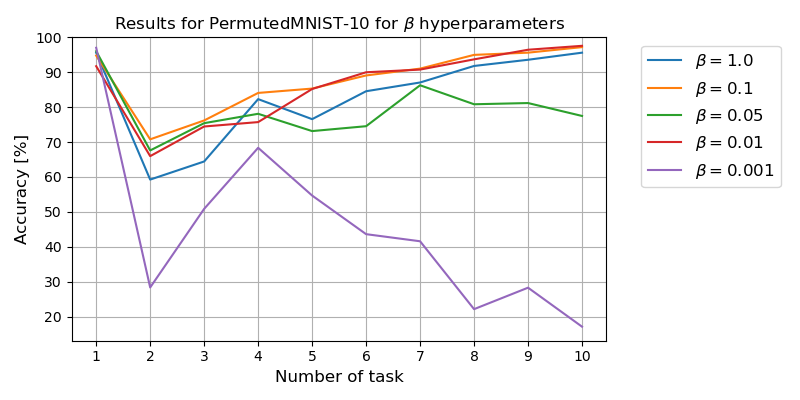 Results for PermutedMNIST-10 for β hyperparameters
Accuracy [%]
100
90
80
70
60
50
40
30
20
1 2 3 4 5 6 7 8 9 10
Number of task
β = 1.0
β = 0.1
β = 0.05
β = 0.01
β = 0.001